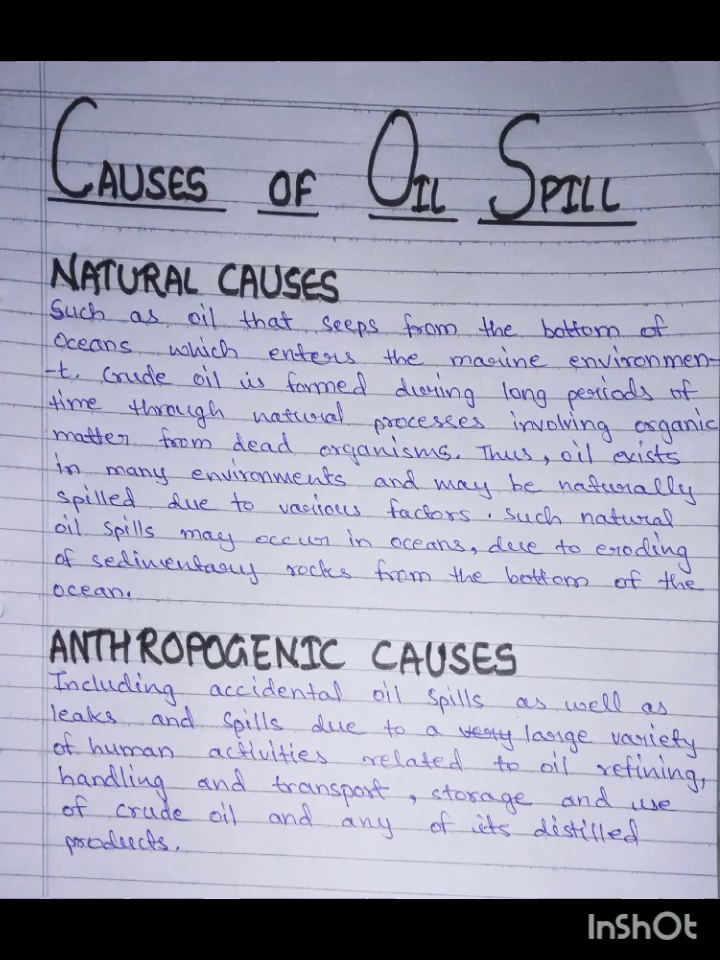 CAUSES OF OIL SPILL
NATURAL CAUSES
Such as oil that seeps from the bottom of
oceans which enters the marine environmen-
-t. Crude oil is formed during long periods of
time through natural processes involving organic
matter from dead organisms. Thus, oil exists
in many environments and may be naturally
spilled due to various factors. Such natural
oil spills may occur in oceans, due to eroding
of sedimentary rocks from the bottom of the
ocean.
ANTHROPOGENIC CAUSES
Including accidental oil spills as well as
leaks and spills due to a very large variety
of human activities related to oil refining,
handling and transport, storage and use
of crude oil and any of its distilled
products.
InShOt